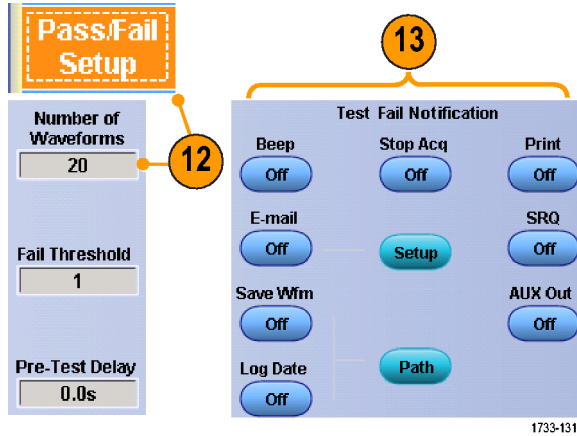 Pass/Fail
Setup
13
Number of
Waveforms
20
12
Fail Threshold
1
Pre-Test Delay
0.0s
Test Fail Notification
Beep
Stop Acq
Print
Off
Off
Off
E-mail
SRQ
Off
Setup
Off
Save Wfm
AUX Out
Off
Off
Log Date
Path
Off
1733-131